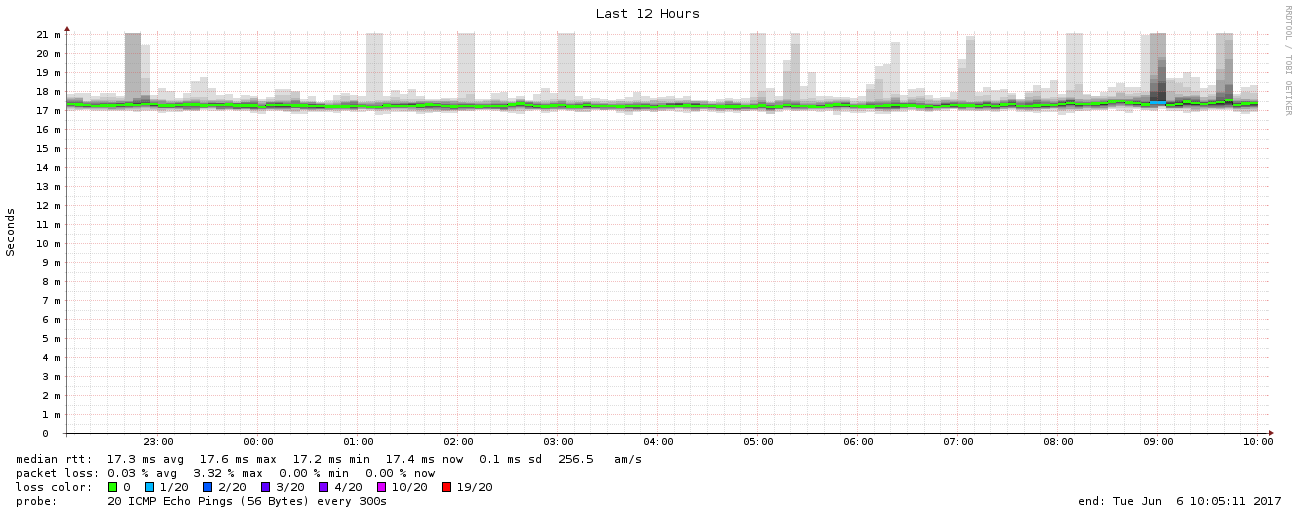 Last 12 Hours
RRDTOOL / TOBI OETIKER
Seconds
21 m
20 m
19 m
18 m
17 m
16 m
15 m
14 m
13 m
12 m
11 m
10 m
9 m
8 m
7 m
6 m
5 m
4 m
3 m
2 m
1 m
0
23:00 00:00 01:00 02:00 03:00 04:00 05:00 06:00 07:00 08:00 09:00 10:00
median rtt: 17.3 ms avg 17.6 ms max 17.2 ms min 17.4 ms now 0.1 ms sd 256.5 am/s
packet loss: 0.03 % avg 3.32 % max 0.00 % min 0.00 % now
loss color: 0 1/20 2/20 3/20 4/20 10/20 19/20
probe: 20 ICMP Echo Pings (56 Bytes) every 300s end: Tue Jun 6 10:05:11 2017